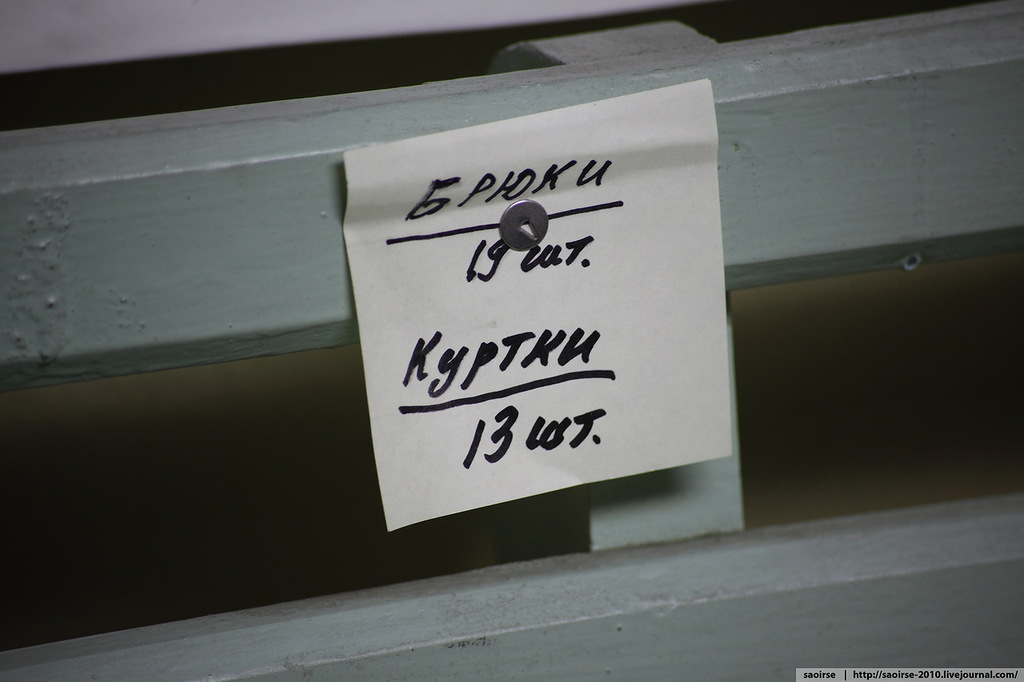 Брюки
19 шт.
Куртки
13 шт.
saoirse | http://saoirse-2010.livejournal.com/